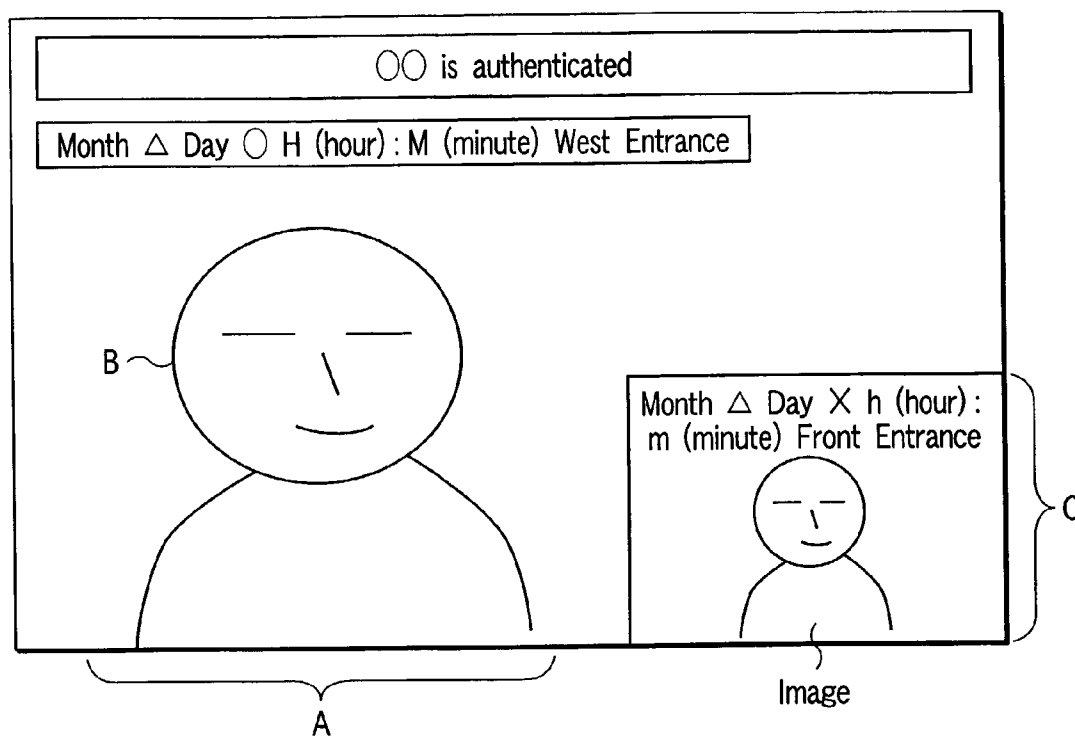 ○○ is authenticated
Month △ Day ○ H (hour) : M (minute) West Entrance
B
Month △ Day X h (hour) :
m (minute) Front Entrance
C
Image
A